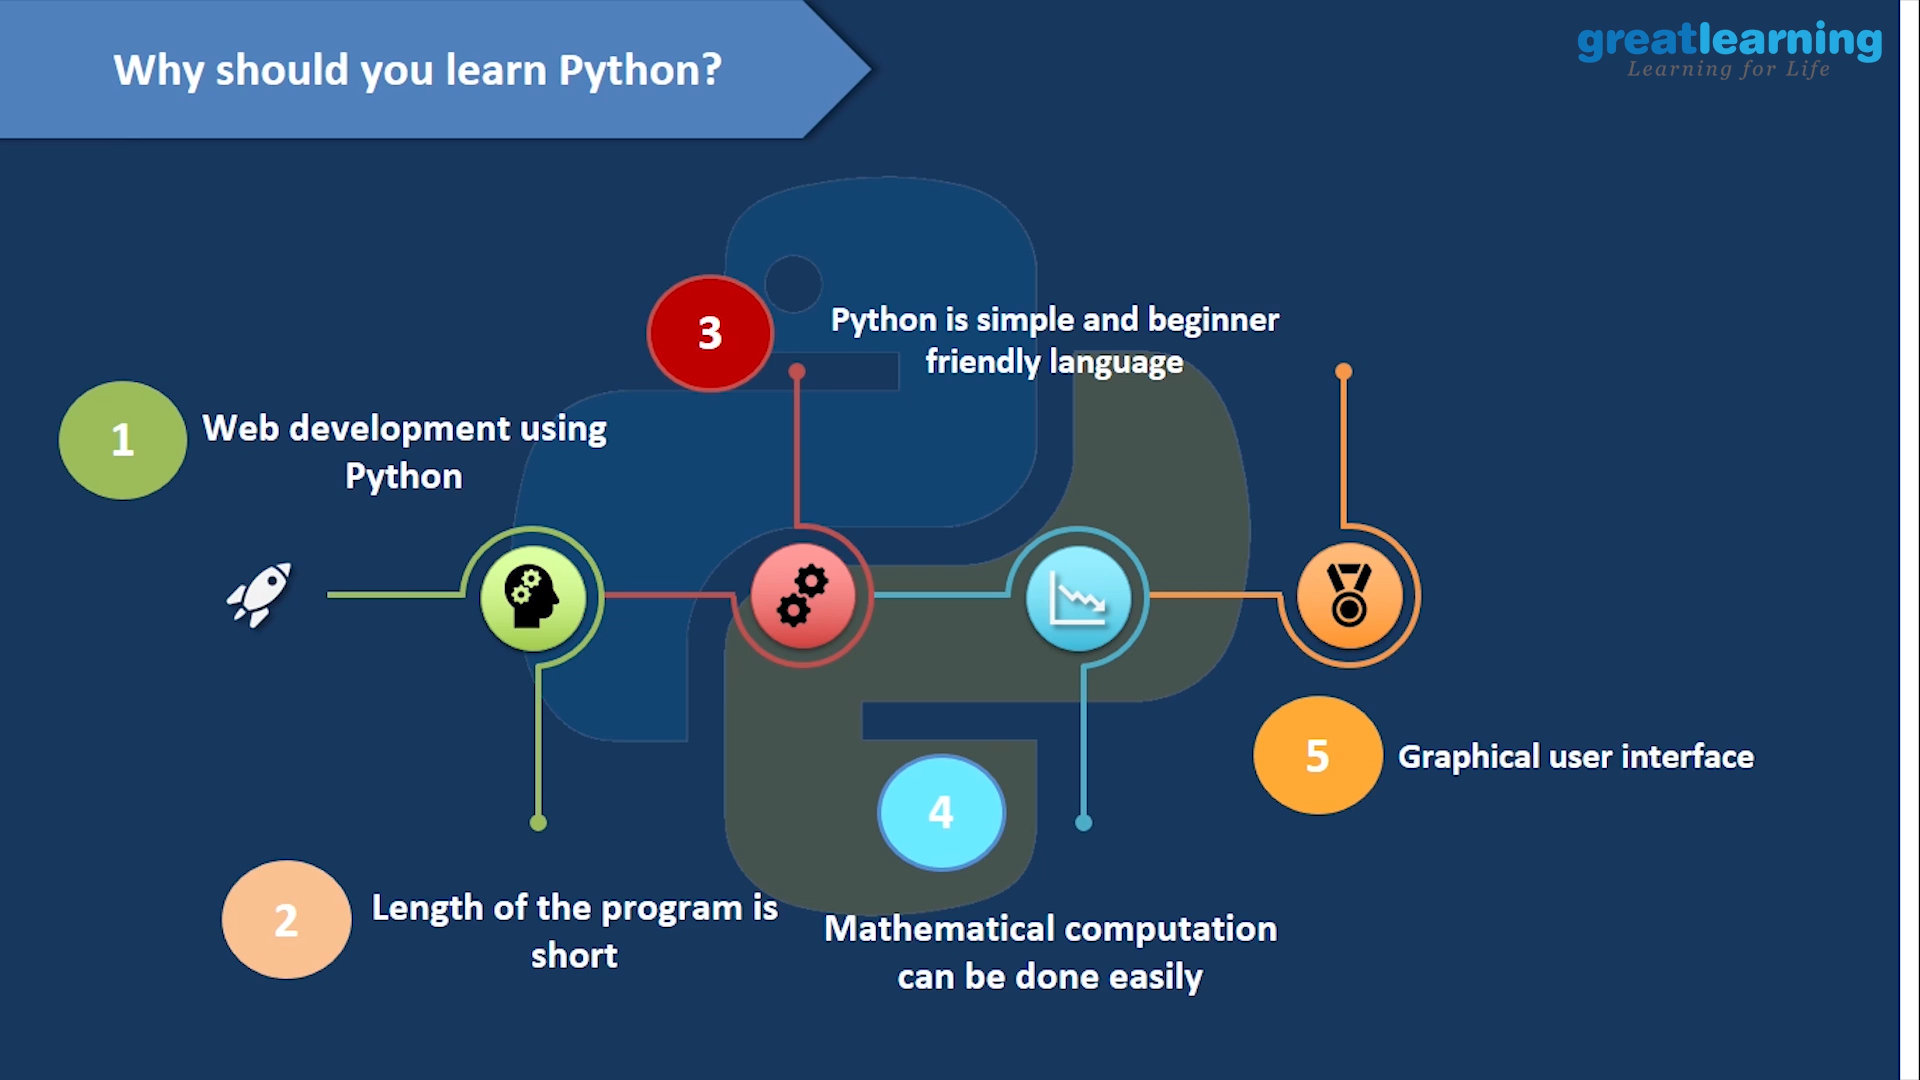 Why should you learn Python?
greatlearning
Learning for Life
1
Web development using
Python
2
Length of the program is
short
3
Python is simple and beginner
friendly language
4
Mathematical computation
can be done easily
5
Graphical user interface